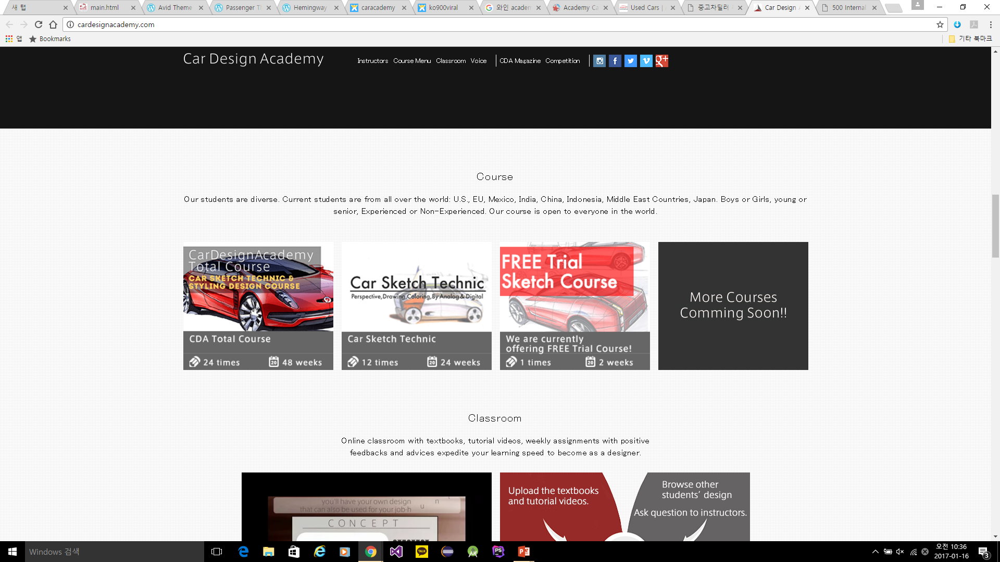 새 탭
main.html
Avid Theme
Passenger Th
Hemingway
caracademy
ko900viral
와인 academ
Academy Ca
Used Cars |
중고차딜러
Car Design A
500 Internal
cardesignacademy.com
앱
Bookmarks
기타 북마크
Car Design Academy
Instructors Course Menu Classroom Voice CDA Magazine Competition
Course
Our students are diverse. Current students are from all over the world: U.S., EU, Mexico, India, China, Indonesia, Middle East Countries, Japan. Boys or Girls, young or
senior, Experienced or Non-Experienced. Our course is open to everyone in the world.
CarDesignAcademy
Total Course
CAR SKETCH TECHNIC &
STYLING DESIGN COURSE
CDA Total Course
24 times 20 48 weeks
Car Sketch Technic
Perspective,Drawing,Coloring,By Analog & Digital
Car Sketch Technic
12 times 20 24 weeks
FREE Trial
Sketch Course
We are currently
offering FREE Trial Course!
1 times 20 2 weeks
More Courses
Comming Soon!!
Classroom
Online classroom with textbooks, tutorial videos, weekly assignments with positive
feedbacks and advices expedite your learning speed to become as a designer.
you'll have your own design
that can also be used for your job-h u n t
CONCEPT
Upload the textbooks
and tutorial videos.
Browse other
students' design
Ask question to instructors.
Windows 검색
TALK
PS
오전 10:36
2017-01-16
3